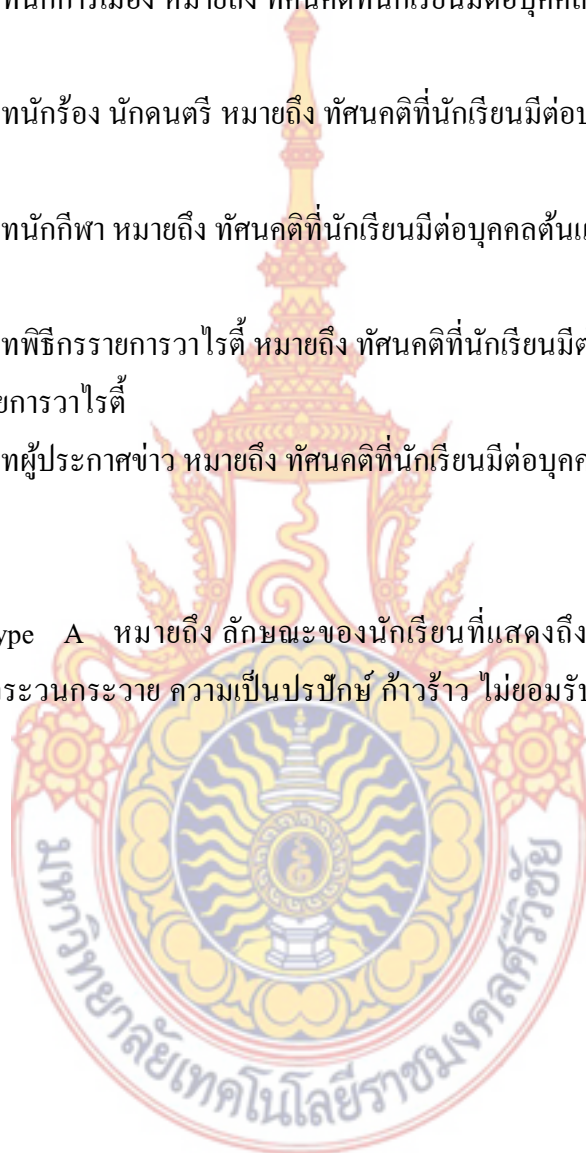 ทนักการเมือง หมายถึง ทัศนคติที่นักเรียนมีต่อบุคคล
ทนักร้อง นักดนตรี หมายถึง ทัศนคติที่นักเรียนมีต่อบ
ทนักกีฬา หมายถึง ทัศนคติที่นักเรียนมีต่อบุคคลต้นแ
ทพิธีกรรายการวาไรตี้ หมายถึง ทัศนคติที่นักเรียนมีต
ยการวาไรตี้
ทผู้ประกาศข่าว หมายถึง ทัศนคติที่นักเรียนมีต่อบุคค
ype A หมายถึง ลักษณะของนักเรียนที่แสดงถึง
ระวนกระวาย ความเป็นปรปักษ์ ก้าวร้าว ไม่ยอมรับ
มหาวิทยาลัยเทคโนโลยีราชมงคลศรีวิชัย